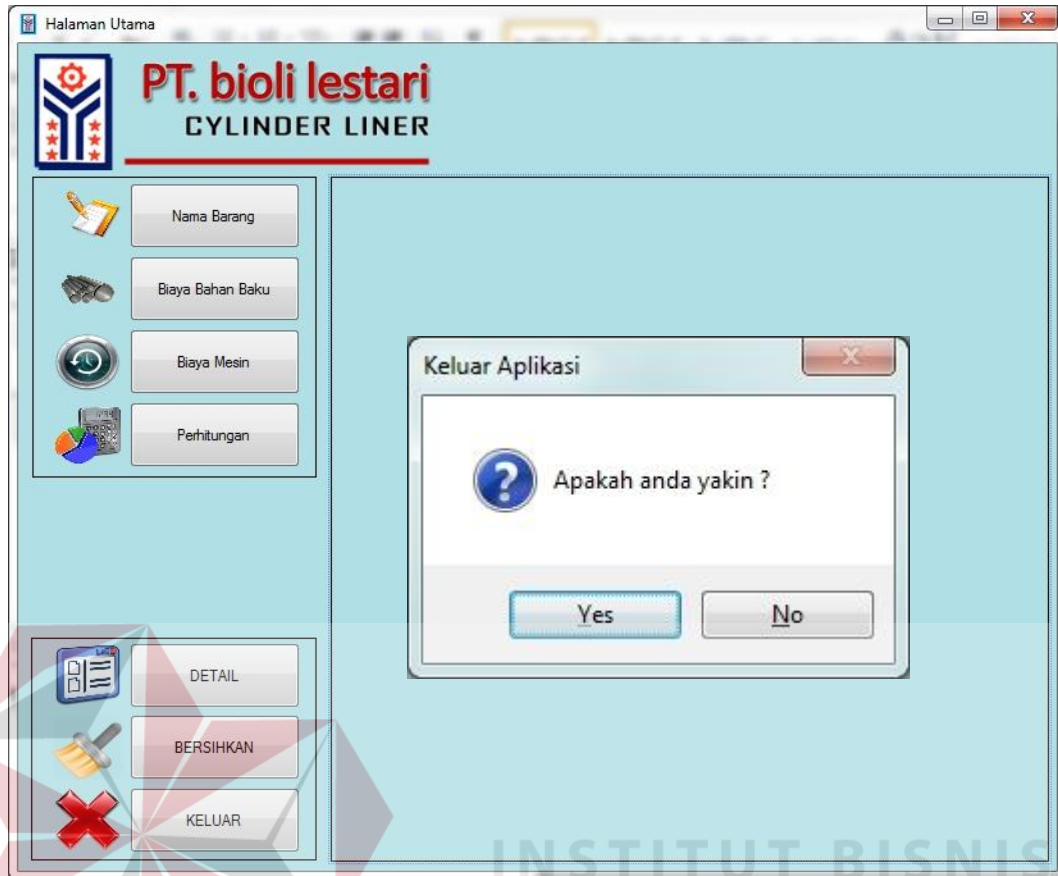 Halaman Utama
PT. bioli lestari
CYLINDER LINER
Nama Barang
Biaya Bahan Baku
Biaya Mesin
Perhitungan
Keluar Aplikasi
Apakah anda yakin ?
Yes
No
DETAIL
BERSIHKAN
KELUAR
INSTITUT BISNIS